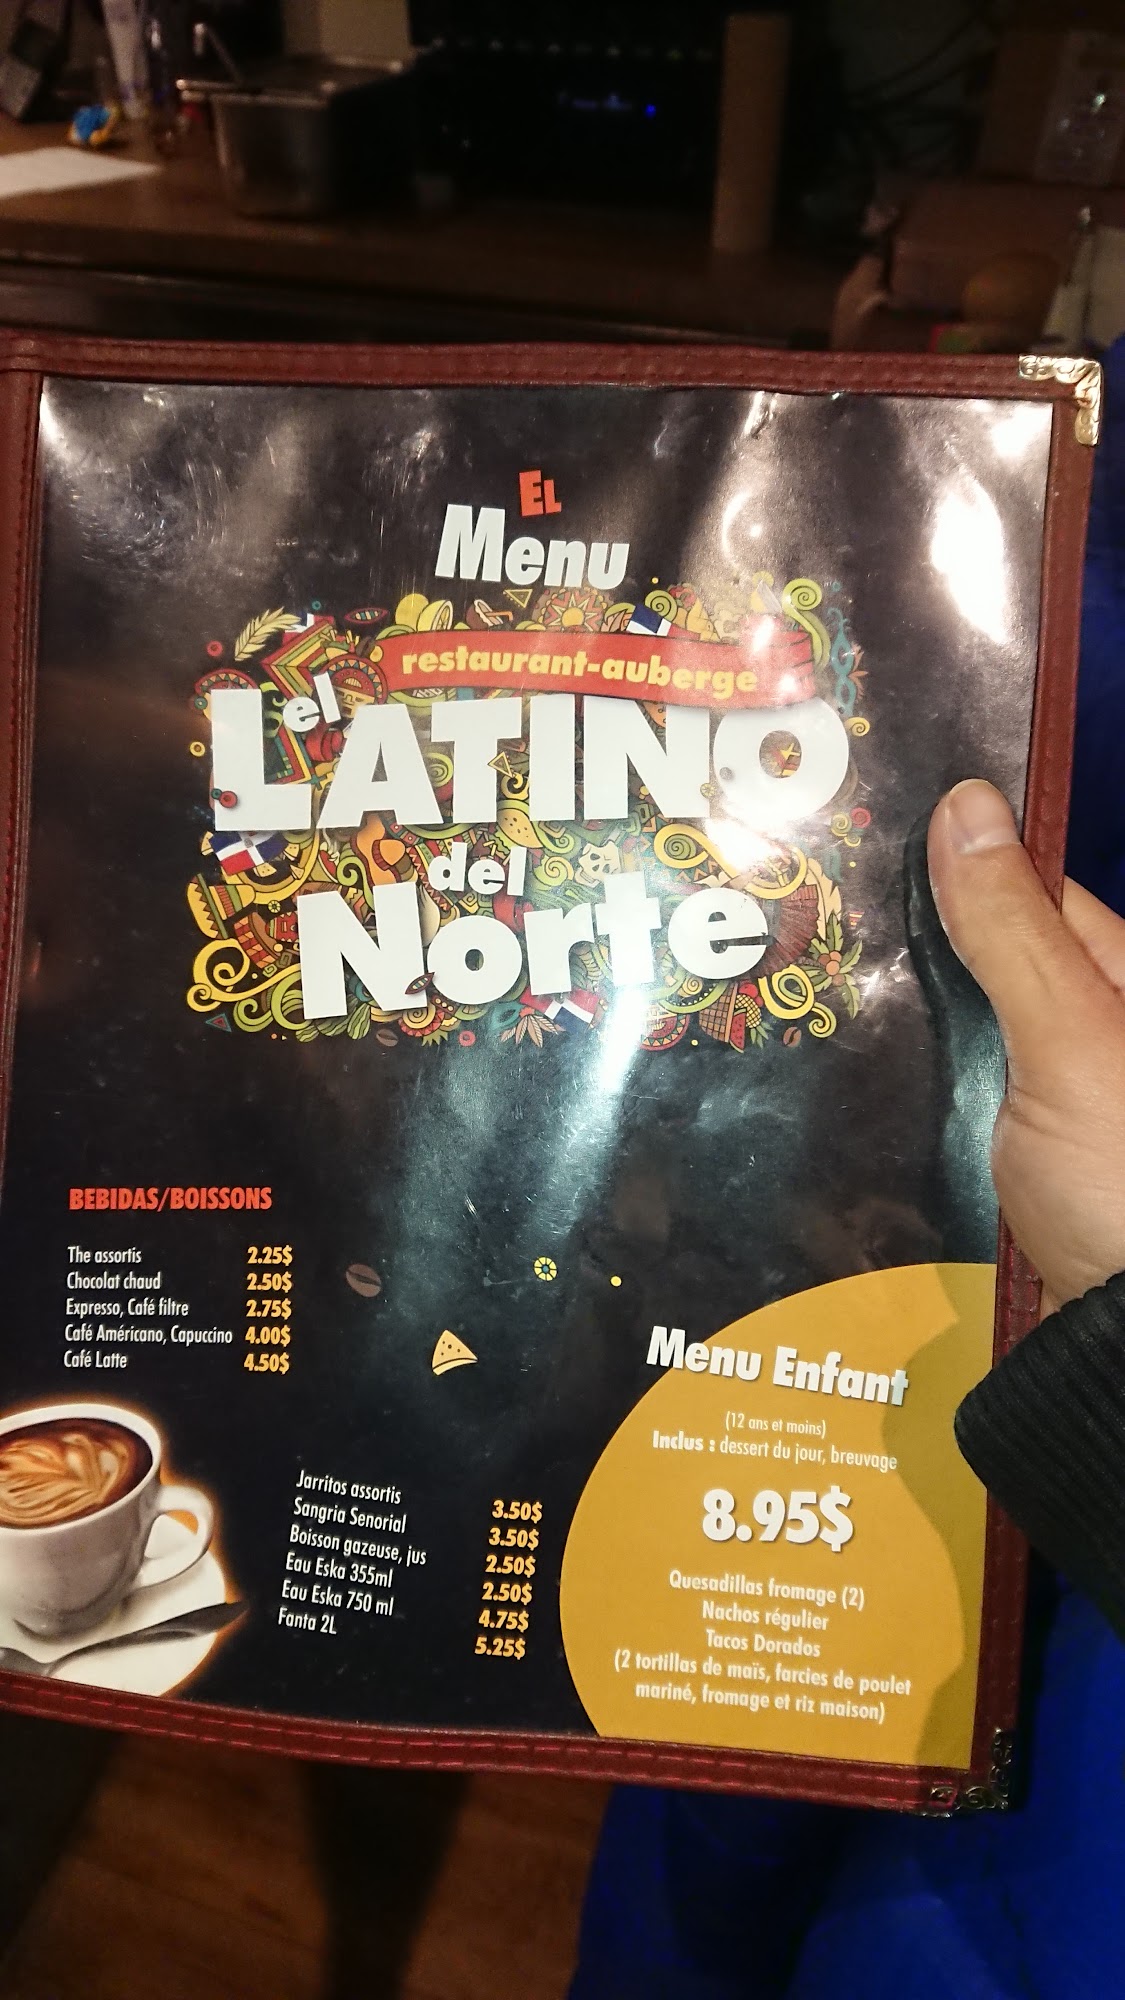 EL
Menu
restaurant-auberge
el
LATINO
del
Norte
BEBIDAS/BOISSONS
The assortis 2.25$
Chocolat chaud 2.50$
Expresso, Café filtre 2.75$
Café Américano, Capuccino 4.00$
Café Latte 4.50$
Jarritos assortis 3.50$
Sangria Senorial 3.50$
Boisson gazeuse, jus 2.50$
Eau Eska 355ml 2.50$
Eau Eska 750 ml 4.75$
Fanta 2L 5.25$
Menu Enfant
(12 ans et moins)
Inclus : dessert du jour, breuvage
8.95$
Quesadillas fromage (2)
Nachos régulier
Tacos Dorados
(2 tortillas de maïs, farcies de poulet
mariné, fromage et riz maison)